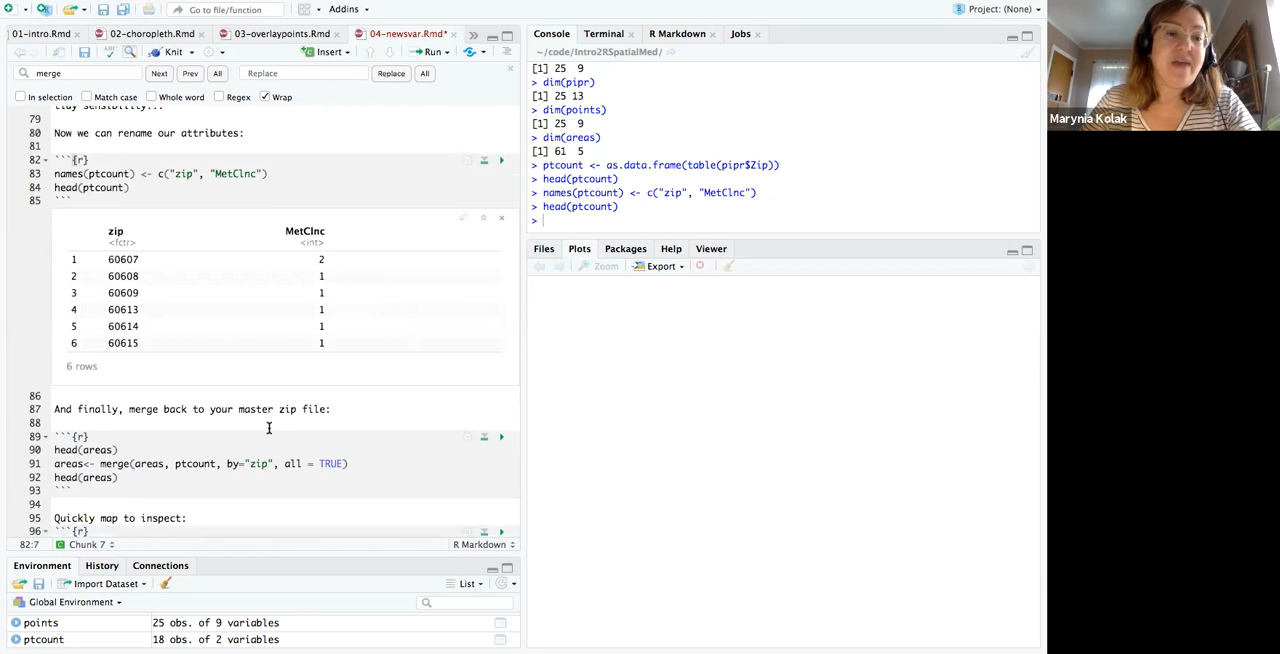 Go to file/function
Addins
Project: (None)
01-intro.Rmd
02-choropleth.Rmd
03-overlaypoints.Rmd
04-newsvar.Rmd*
ABC
Knit
Insert
Run
merge
Next
Prev
All
Replace
Replace
All
In selection
Match case
Whole word
Regex
Wrap
79
80 Now we can rename our attributes:
81
82 ```{r}
83 names(ptcount) <- c("zip", "MetClnc")
84 head(ptcount)
85 ```
zip MetClnc
<fctr> <int>
1 60607 2
2 60608 1
3 60609 1
4 60613 1
5 60614 1
6 60615 1
6 rows
86
87 And finally, merge back to your master zip file:
88
89 ```{r}
90 head(areas)
91 areas<- merge(areas, ptcount, by="zip", all = TRUE)
92 head(areas)
93 ```
94
95 Quickly map to inspect:
96 ```{r}
82:7 Chunk 7 R Markdown
Environment History Connections
Import Dataset List
Global Environment
points 25 obs. of 9 variables
ptcount 18 obs. of 2 variables
Console Terminal R Markdown Jobs
~/code/Intro2RSpatialMed/
[1] 25 9
> dim(pipr)
[1] 25 13
> dim(points)
[1] 25 9
> dim(areas)
[1] 61 5
> ptcount <- as.data.frame(table(pipr$Zip))
> head(ptcount)
> names(ptcount) <- c("zip", "MetClnc")
> head(ptcount)
>
Files Plots Packages Help Viewer
Zoom Export
Marynia Kolak